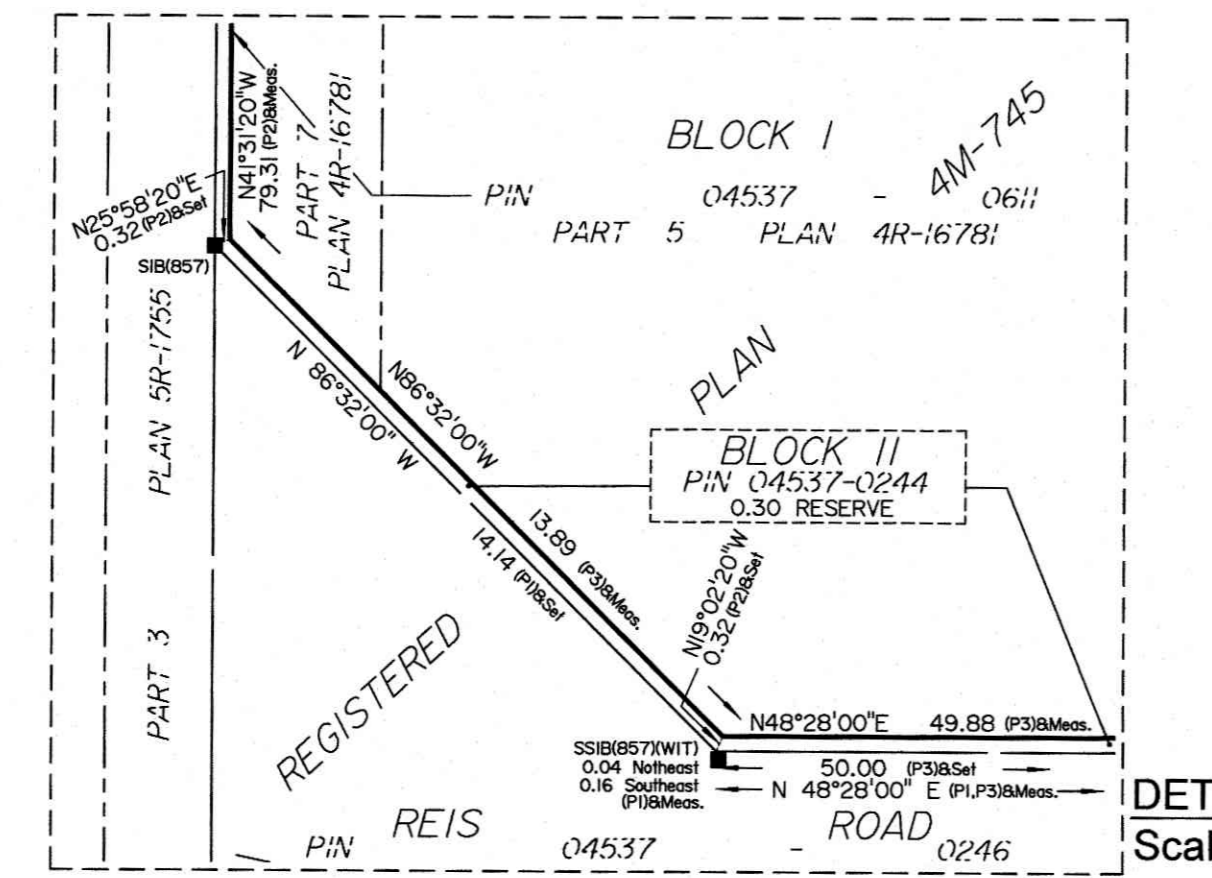 N41°31'20"W
79.31 (P2)&Meas.
PART 7
PLAN 4R-16781
BLOCK 1
4M-745
PIN 04537 - 0611
PART 5 PLAN 4R-16781
N25°58'20"E
0.32 (P2)&Set
SIB(857)
PLAN 5R-1755
PART 3
N 86°32'00" W
N86°32'00"W
PLAN
BLOCK 11
PIN 04537-0244
0.30 RESERVE
13.89 (P3)&Meas.
14.14 (P1)&Set
N19°02'20"W
0.32 (P2)&Set
REGISTERED
N48°28'00"E 49.88 (P3)&Meas.
SSIB(857)(WIT)
0.04 Notheast
0.16 Southeast
(P1)&Meas.
50.00 (P3)&Set
N 48°28'00" E (P1,P3)&Meas.
REIS ROAD
PIN 04537 - 0246
DET
Scal